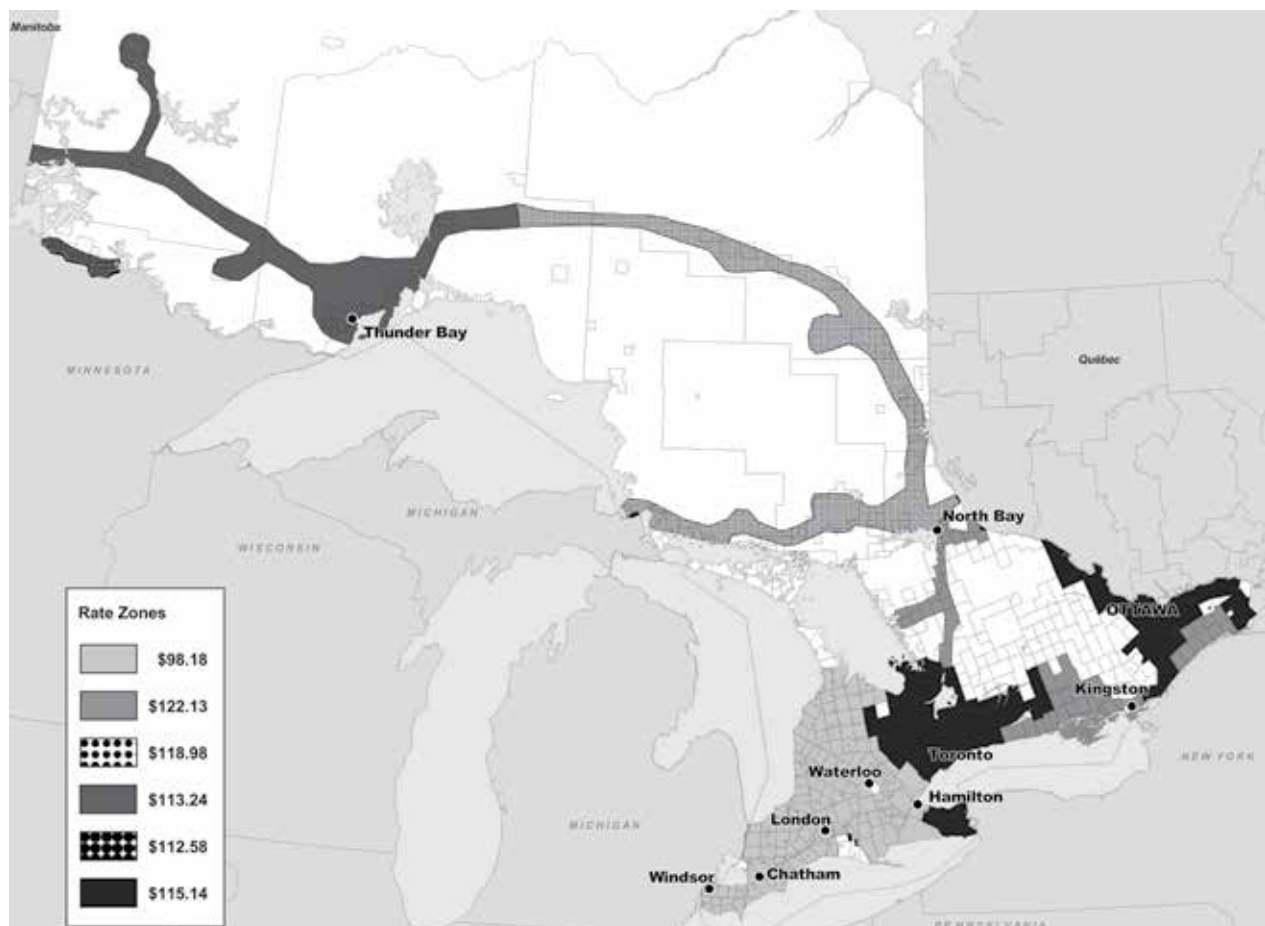 Manitoba
Thunder Bay
MINNESOTA
Québec
MICHIGAN
North Bay
WISCONSIN
OTTAWA
Kingston
Toronto
NEW YORK
Waterloo
Hamilton
London
MICHIGAN
Windsor
Chatham
PENNSYLVANIA
Rate Zones
$98.18
$122.13
$118.98
$113.24
$112.58
$115.14